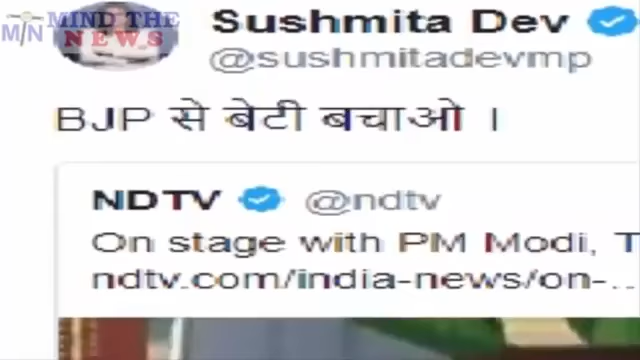 MIND THE
NEWS
MN
Sushmita Dev
@sushmitadevmp
BJP से बेटी बचाओ ।
NDTV @ndtv
On stage with PM Modi, T
ndtv.com/india-news/on-...